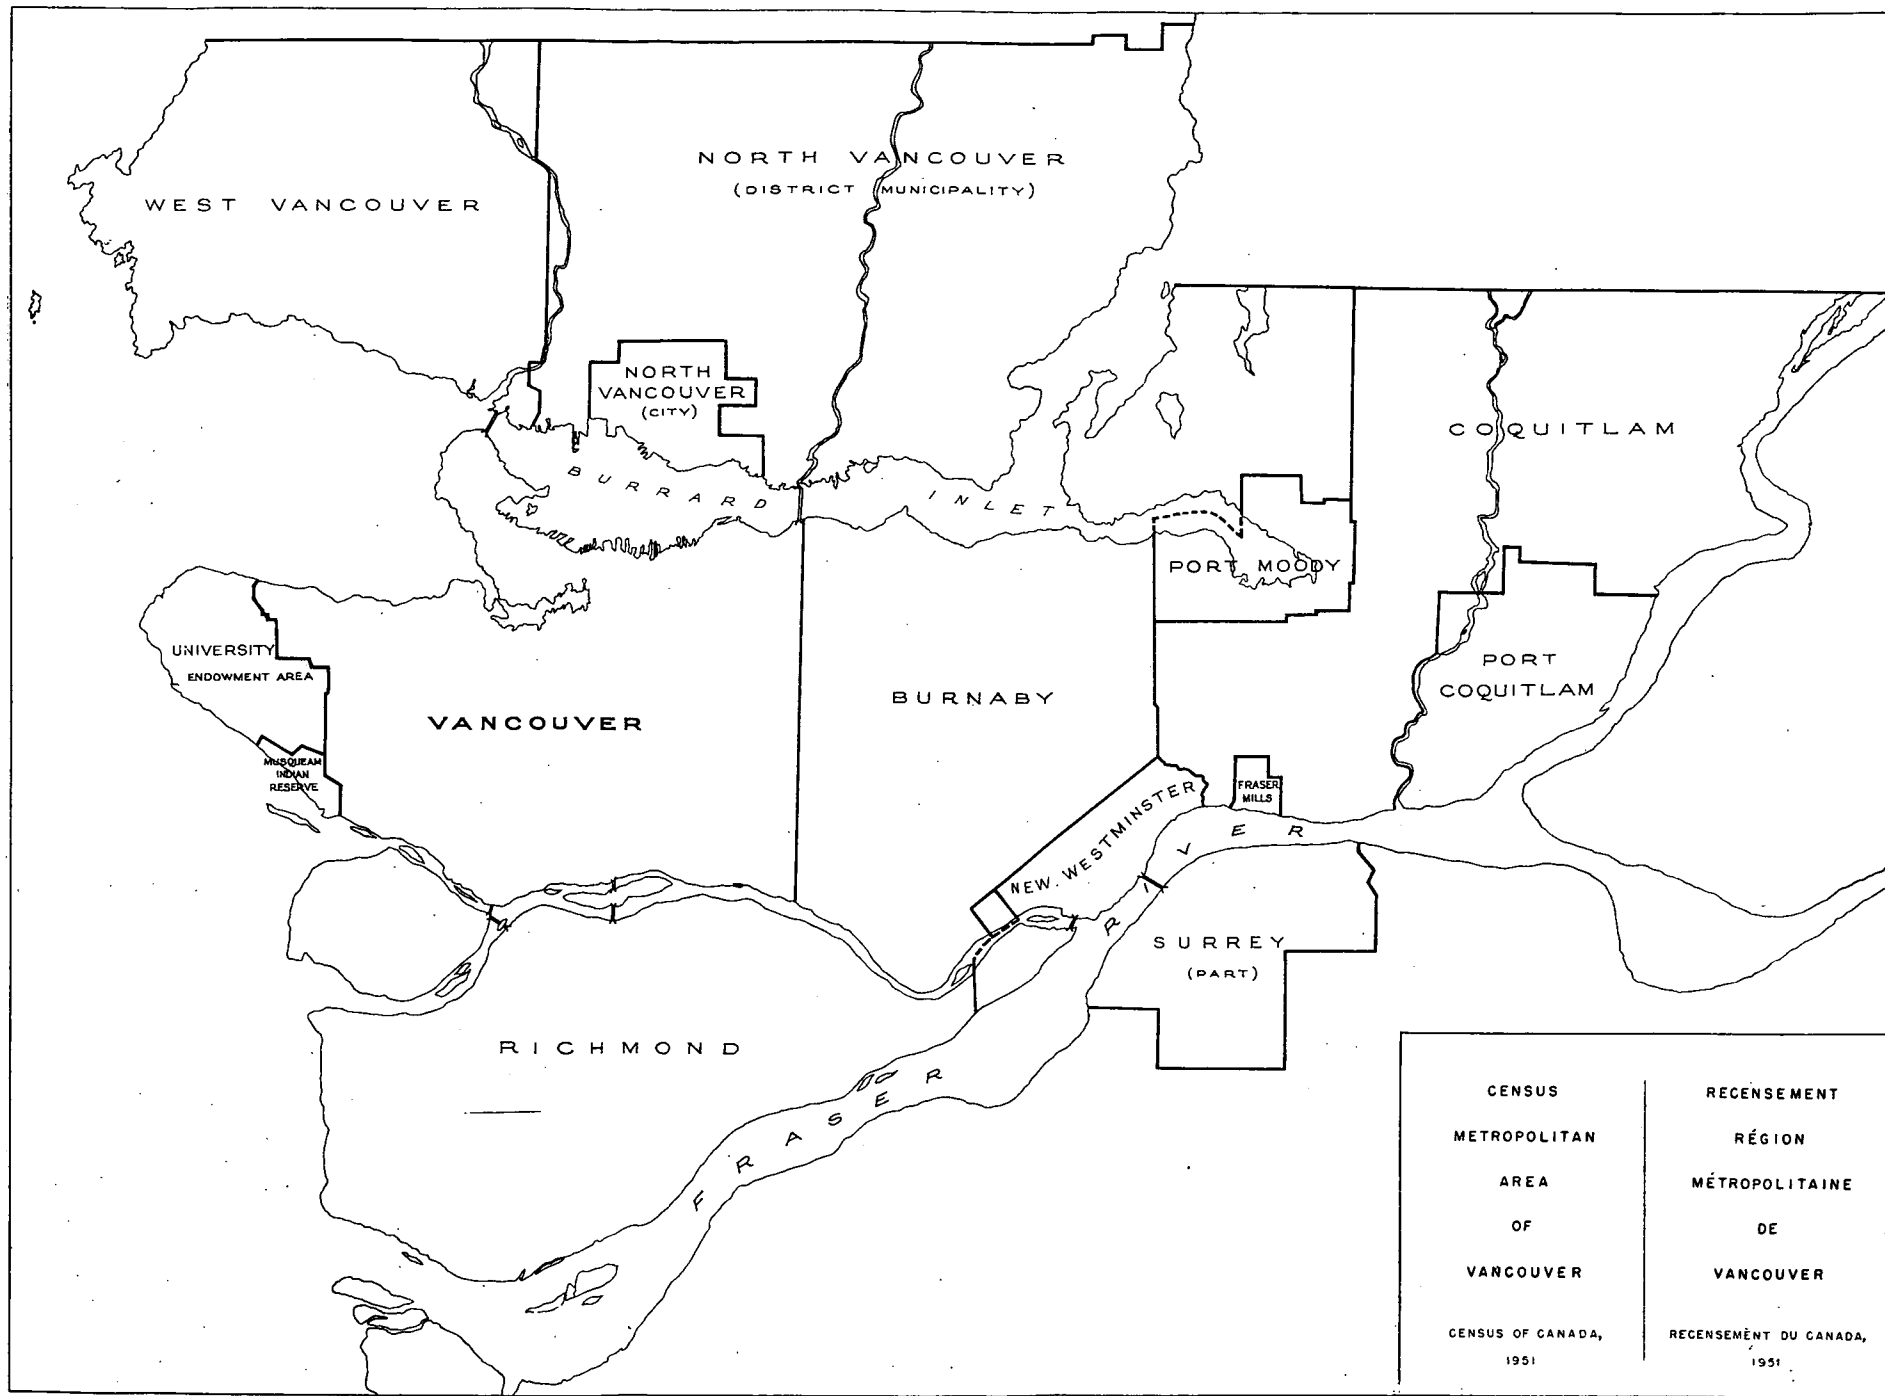 NORTH VANCOUVER
(DISTRICT MUNICIPALITY)
WEST VANCOUVER
NORTH
VANCOUVER
(CITY)
COQUITLAM
BURRARD INLET
PORT MOODY
UNIVERSITY
ENDOWMENT AREA
PORT
COQUITLAM
BURNABY
VANCOUVER
MUSQUEAM
INDIAN
RESERVE
FRASER
MILLS
NEW WESTMINSTER
SURREY
(PART)
RICHMOND
FRASER RIVER
CENSUS
METROPOLITAN
AREA
OF
VANCOUVER
CENSUS OF CANADA,
1951
RECENSEMENT
RÉGION
MÉTROPOLITAINE
DE
VANCOUVER
RECENSEMENT DU CANADA,
1951